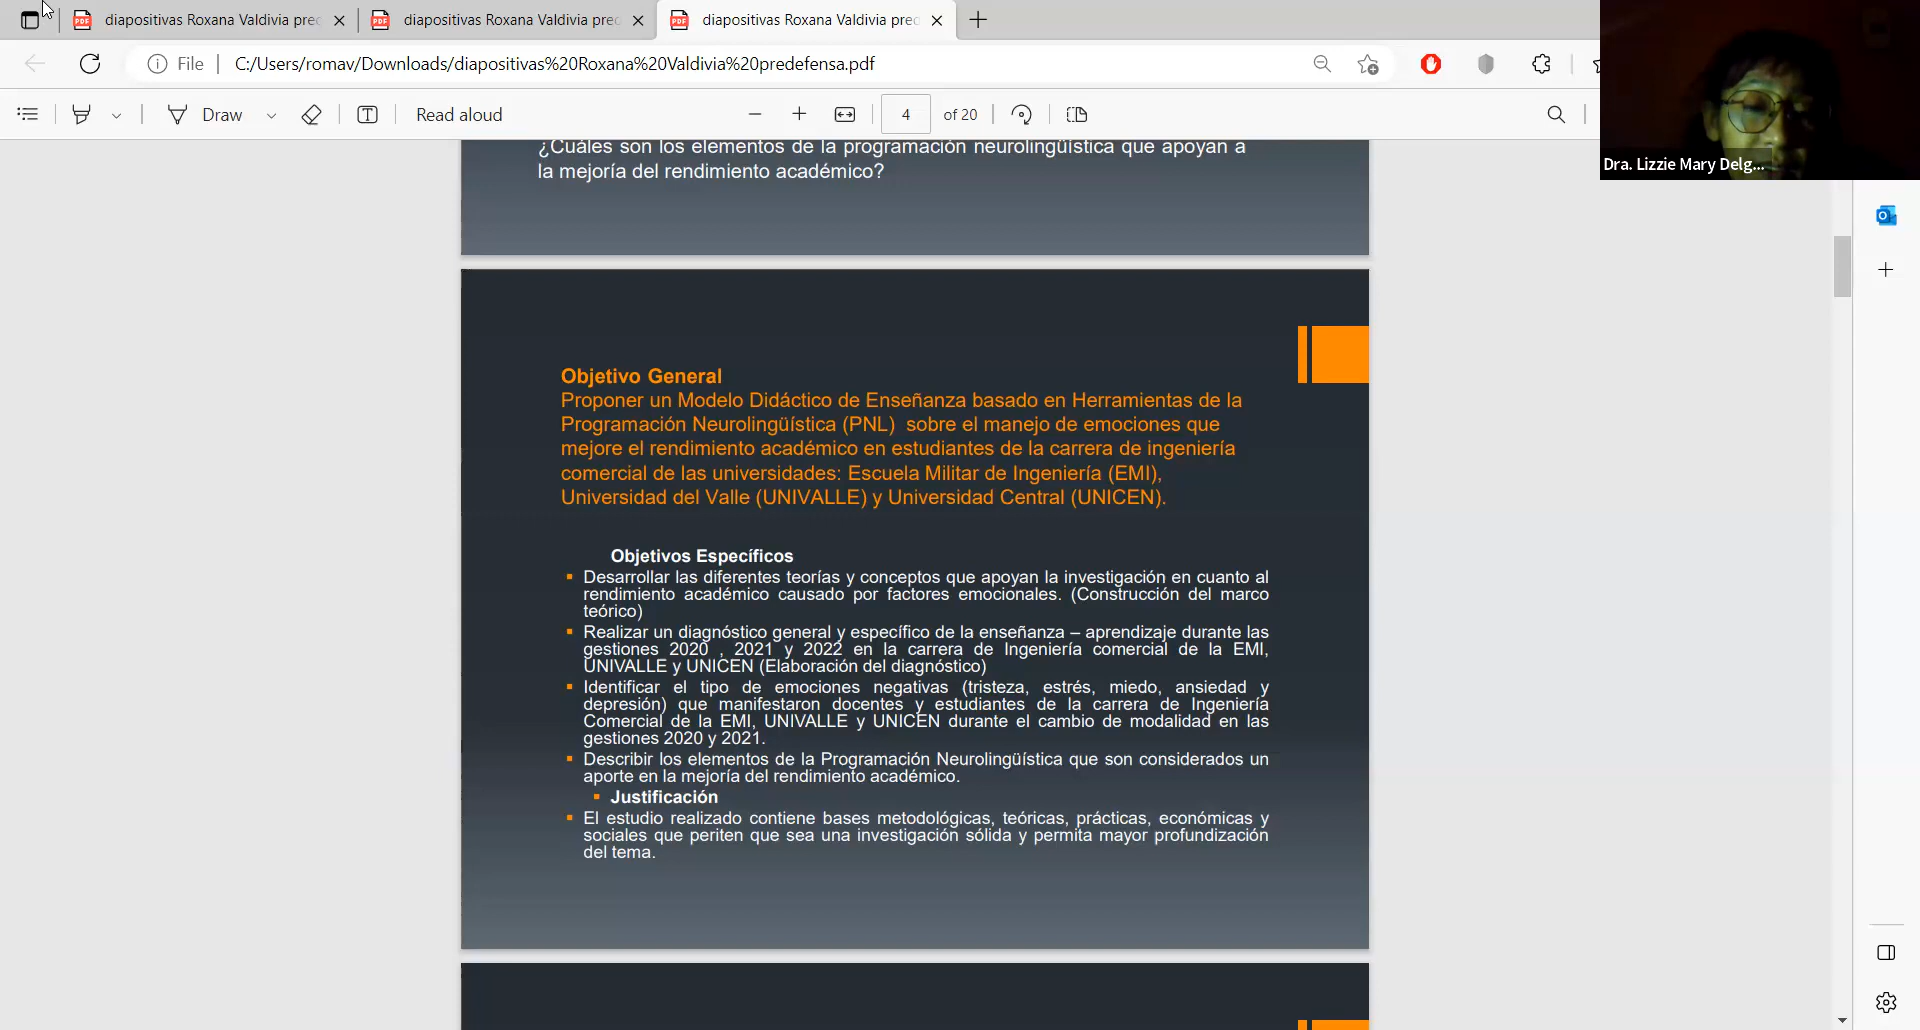 diapositivas Roxana Valdivia pre
diapositivas Roxana Valdivia pre
diapositivas Roxana Valdivia pre
File
C:/Users/romav/Downloads/diapositivas%20Roxana%20Valdivia%20predefensa.pdf
Draw
Read aloud
4 of 20
Dra. Lizzie Mary Delg...
¿Cuáles son los elementos de la programación neurolingüística que apoyan a
la mejoría del rendimiento académico?
Objetivo General
Proponer un Modelo Didáctico de Enseñanza basado en Herramientas de la
Programación Neurolingüística (PNL) sobre el manejo de emociones que
mejore el rendimiento académico en estudiantes de la carrera de ingeniería
comercial de las universidades: Escuela Militar de Ingeniería (EMI),
Universidad del Valle (UNIVALLE) y Universidad Central (UNICEN).
Objetivos Específicos
Desarrollar las diferentes teorías y conceptos que apoyan la investigación en cuanto al
rendimiento académico causado por factores emocionales. (Construcción del marco
teórico)
Realizar un diagnóstico general y específico de la enseñanza – aprendizaje durante las
gestiones 2020 , 2021 y 2022 en la carrera de Ingeniería comercial de la EMI,
UNIVALLE y UNICEN (Elaboración del diagnóstico)
Identificar el tipo de emociones negativas (tristeza, estrés, miedo, ansiedad y
depresión) que manifestaron docentes y estudiantes de la carrera de Ingeniería
Comercial de la EMI, UNIVALLE y UNICEN durante el cambio de modalidad en las
gestiones 2020 y 2021.
Describir los elementos de la Programación Neurolingüística que son considerados un
aporte en la mejoría del rendimiento académico.
Justificación
El estudio realizado contiene bases metodológicas, teóricas, prácticas, económicas y
sociales que periten que sea una investigación sólida y permita mayor profundización
del tema.